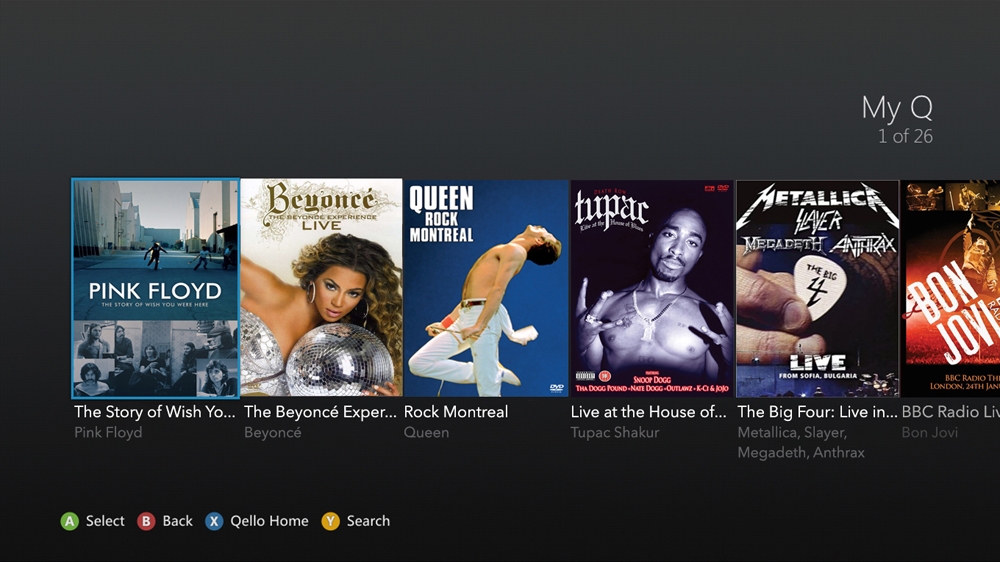 My Q
1 of 26
PINK FLOYD
THE STORY OF WISH YOU WERE HERE
Beyoncé
THE BEYONCÉ EXPERIENCE
LIVE
QUEEN
ROCK
MONTREAL
DVD
DEATH ROW
tupac
Live at the House of Blues
SNOOP DOGG
THA DOGG POUND • NATE DOGG • OUTLAWZ • K-CI & JOJO
METALLICA
SLAYER
MEGADETH ANTHRAX
THE BIG
4
LIVE
FROM SOFIA, BULGARIA
BON
JOVI
BBC RADIO TH
LONDON, 24TH JANU
The Story of Wish Yo...
Pink Floyd
The Beyoncé Exper...
Beyoncé
Rock Montreal
Queen
Live at the House of...
Tupac Shakur
The Big Four: Live in...
Metallica, Slayer,
Megadeth, Anthrax
BBC Radio Liv
Bon Jovi
A Select B Back X Qello Home Y Search